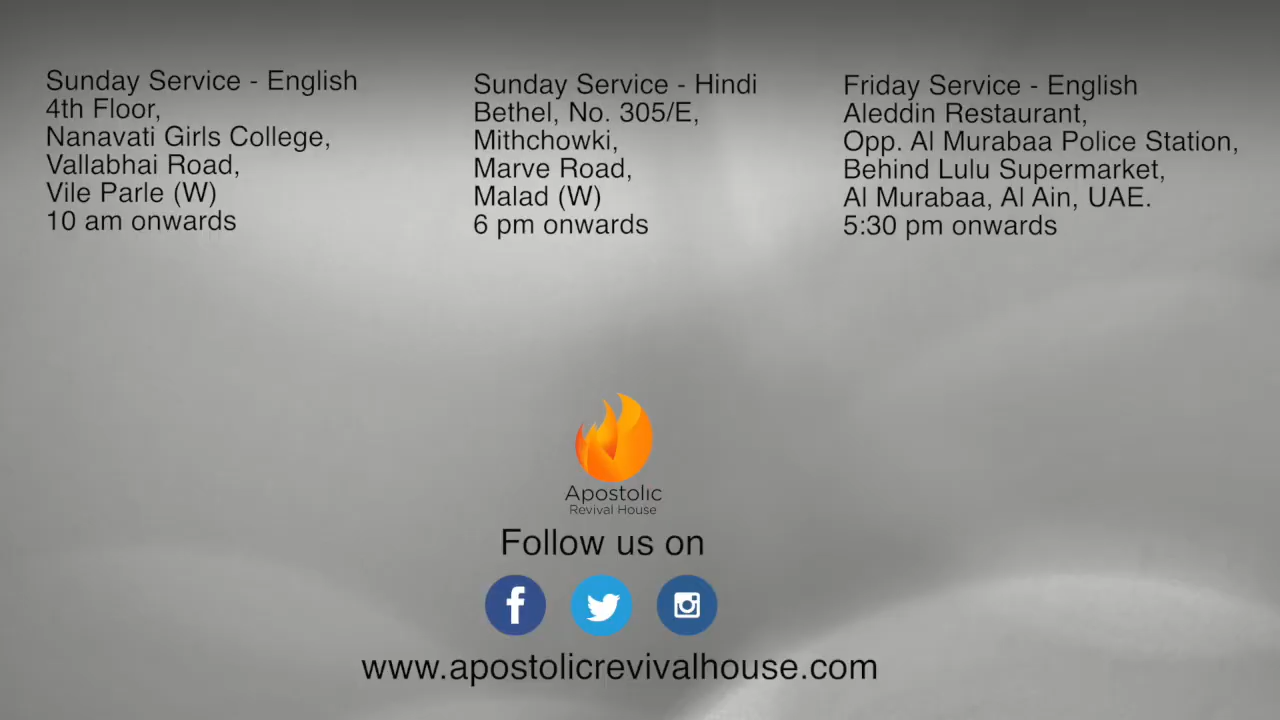 Sunday Service - English
4th Floor,
Nanavati Girls College,
Vallabhai Road,
Vile Parle (W)
10 am onwards
Sunday Service - Hindi
Bethel, No. 305/E,
Mithchowki,
Marve Road,
Malad (W)
6 pm onwards
Friday Service - English
Aleddin Restaurant,
Opp. Al Murabaa Police Station,
Behind Lulu Supermarket,
Al Murabaa, Al Ain, UAE.
5:30 pm onwards
Apostolic
Revival House
Follow us on
www.apostolicrevivalhouse.com